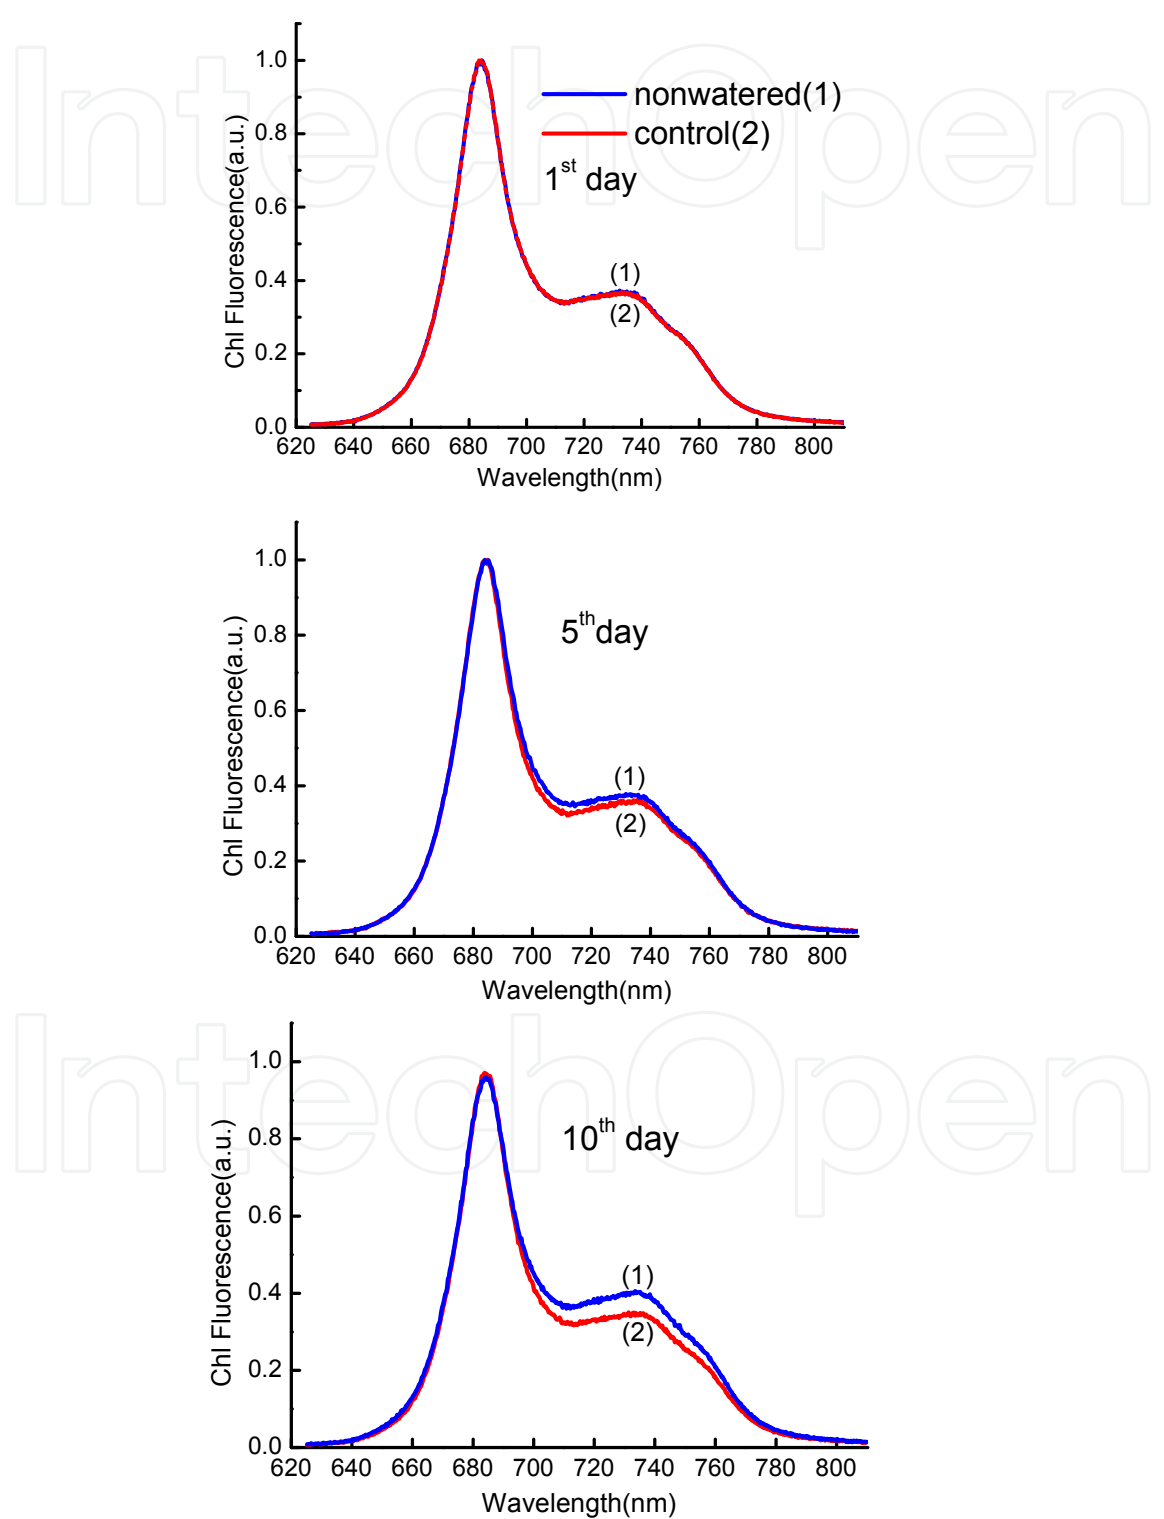 IntechOpen
1.0
nonwatered(1)
control(2)
0.8
1st day
0.6
Chl Fluorescence(a.u.)
0.4
(1)
(2)
0.2
0.0
620 640 660 680 700 720 740 760 780 800
Wavelength(nm)
1.0
5th day
0.8
0.6
Chl Fluorescence(a.u.)
0.4
(1)
(2)
0.2
0.0
620 640 660 680 700 720 740 760 780 800
Wavelength(nm)
IntechOpen
1.0
10th day
0.8
0.6
Chl Fluorescence(a.u.)
0.4
(1)
(2)
0.2
0.0
620 640 660 680 700 720 740 760 780 800
Wavelength(nm)